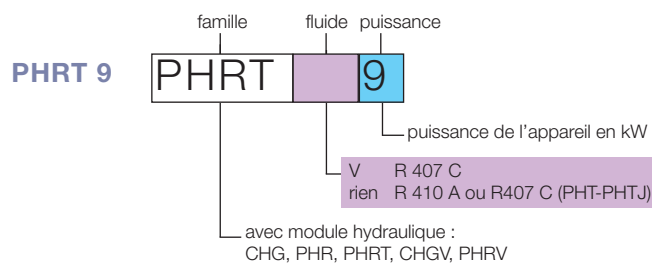 famille fluide puissance
PHRT 9 PHRT 9
puissance de l'appareil en kW
V R 407 C
rien R 410 A ou R407 C (PHT-PHTJ)
avec module hydraulique :
CHG, PHR, PHRT, CHGV, PHRV